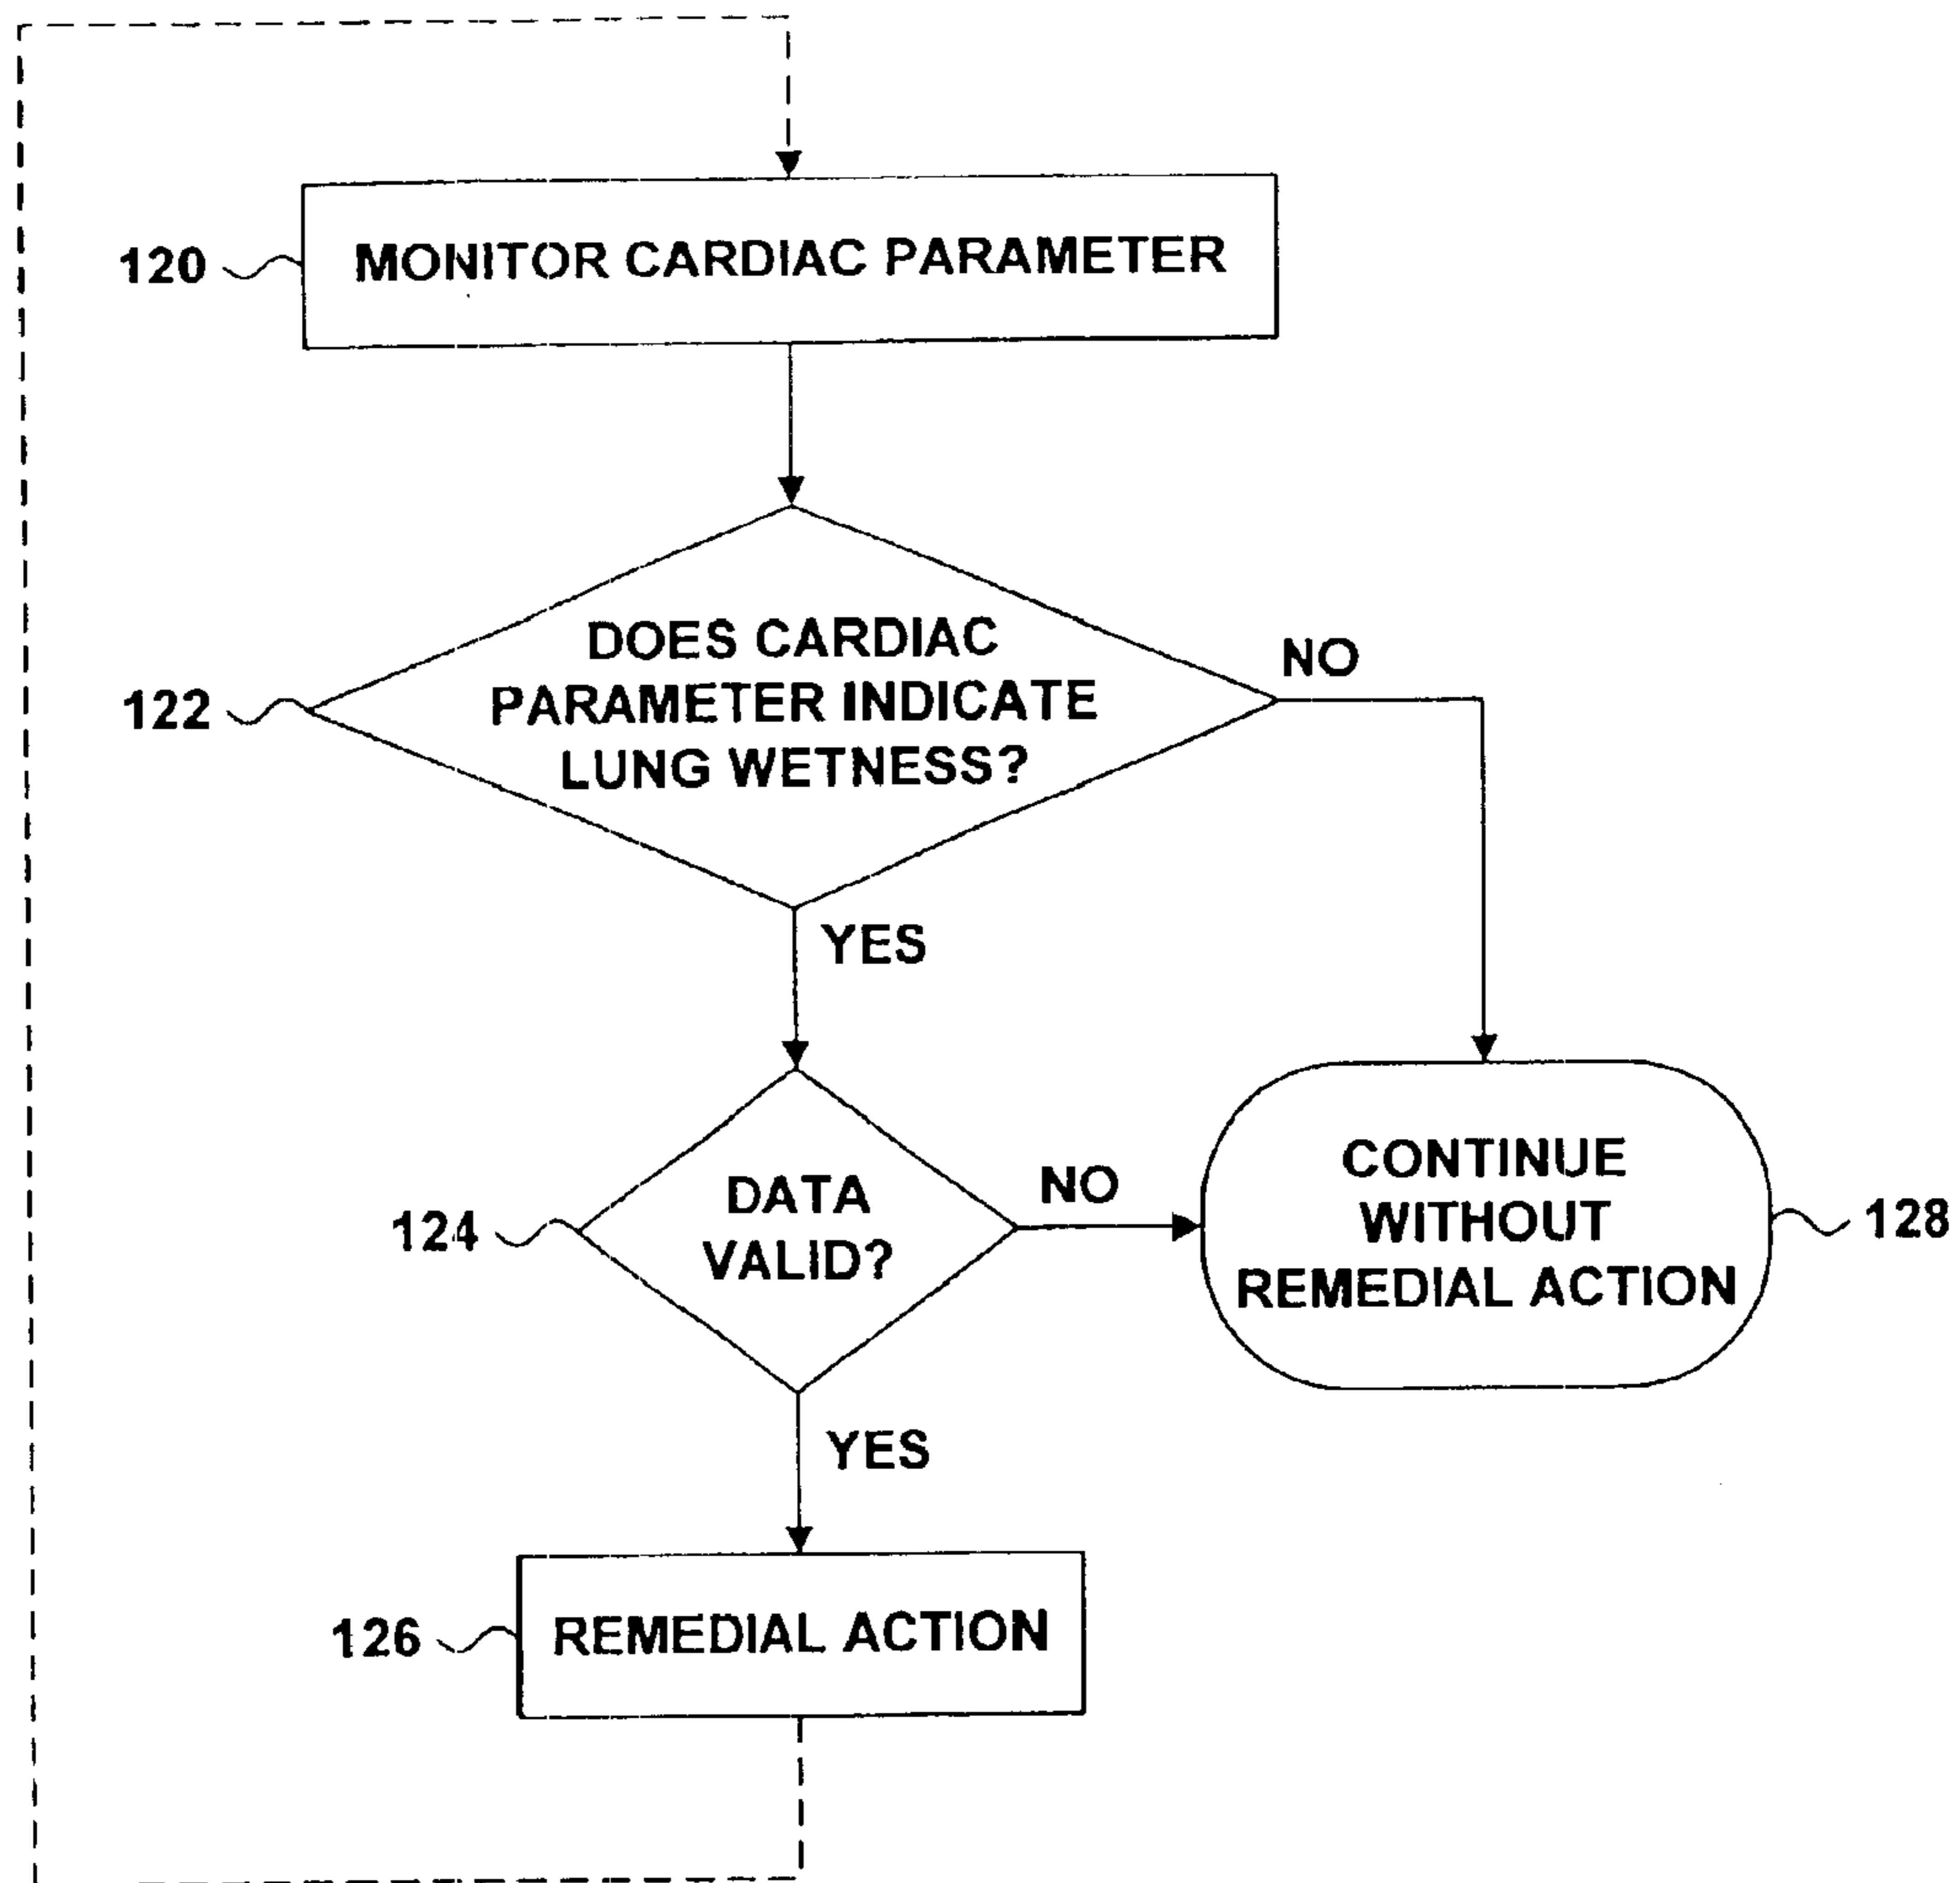 120
MONITOR CARDIAC PARAMETER
122
DOES CARDIAC
PARAMETER INDICATE
LUNG WETNESS?
NO
YES
124
DATA
VALID?
NO
CONTINUE
WITHOUT
REMEDIAL ACTION
128
YES
126
REMEDIAL ACTION